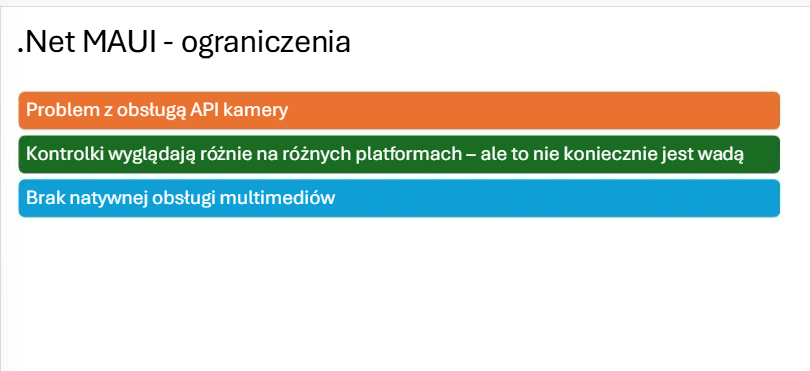 .Net MAUI - ograniczenia
Problem z obsługą API kamery
Kontrolki wyglądają różnie na różnych platformach – ale to nie koniecznie jest wadą
Brak natywnej obsługi multimediów